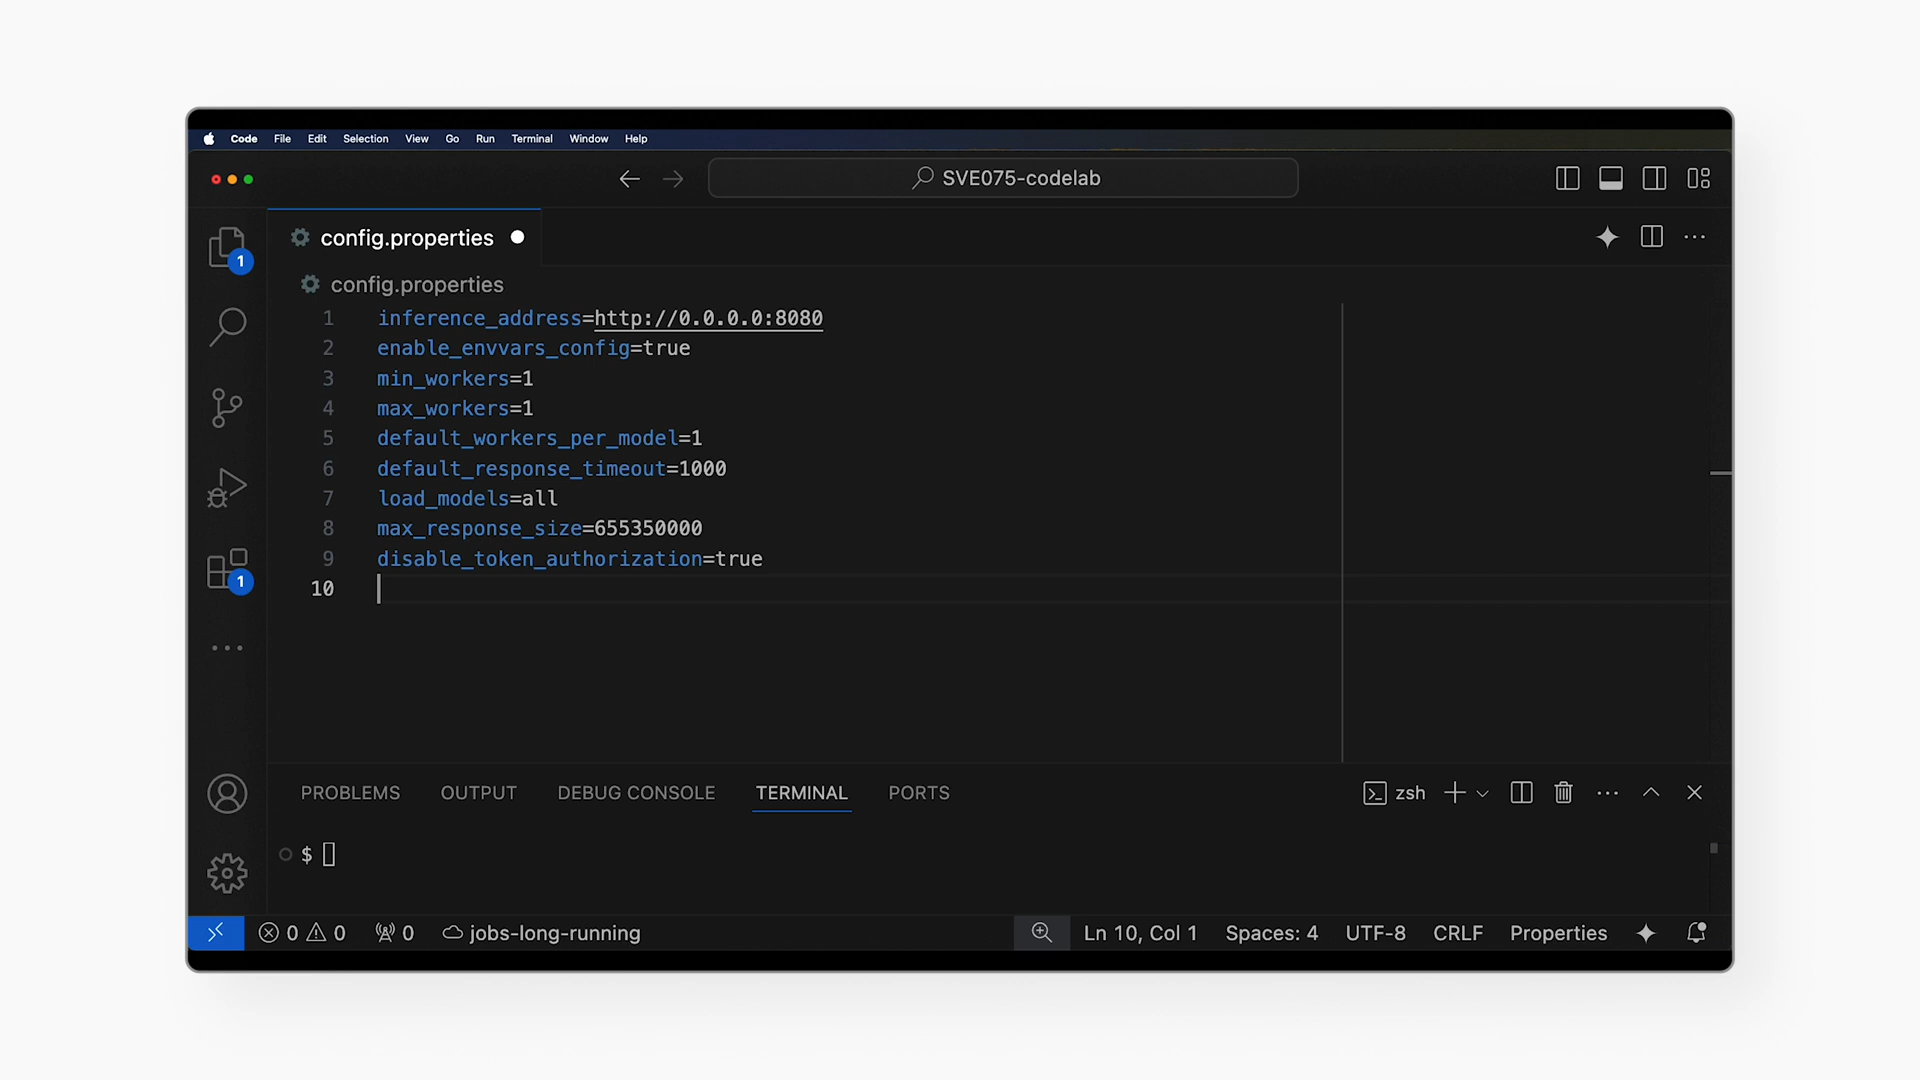 Code File Edit Selection View Go Run Terminal Window Help
SVE075-codelab
config.properties
1
config.properties
1 inference_address=http://0.0.0.0:8080
2 enable_envvars_config=true
3 min_workers=1
4 max_workers=1
5 default_workers_per_model=1
6 default_response_timeout=1000
7 load_models=all
8 max_response_size=655350000
9 disable_token_authorization=true
10
1
PROBLEMS OUTPUT DEBUG CONSOLE TERMINAL PORTS zsh
$
0 0 0 jobs-long-running Ln 10, Col 1 Spaces: 4 UTF-8 CRLF Properties